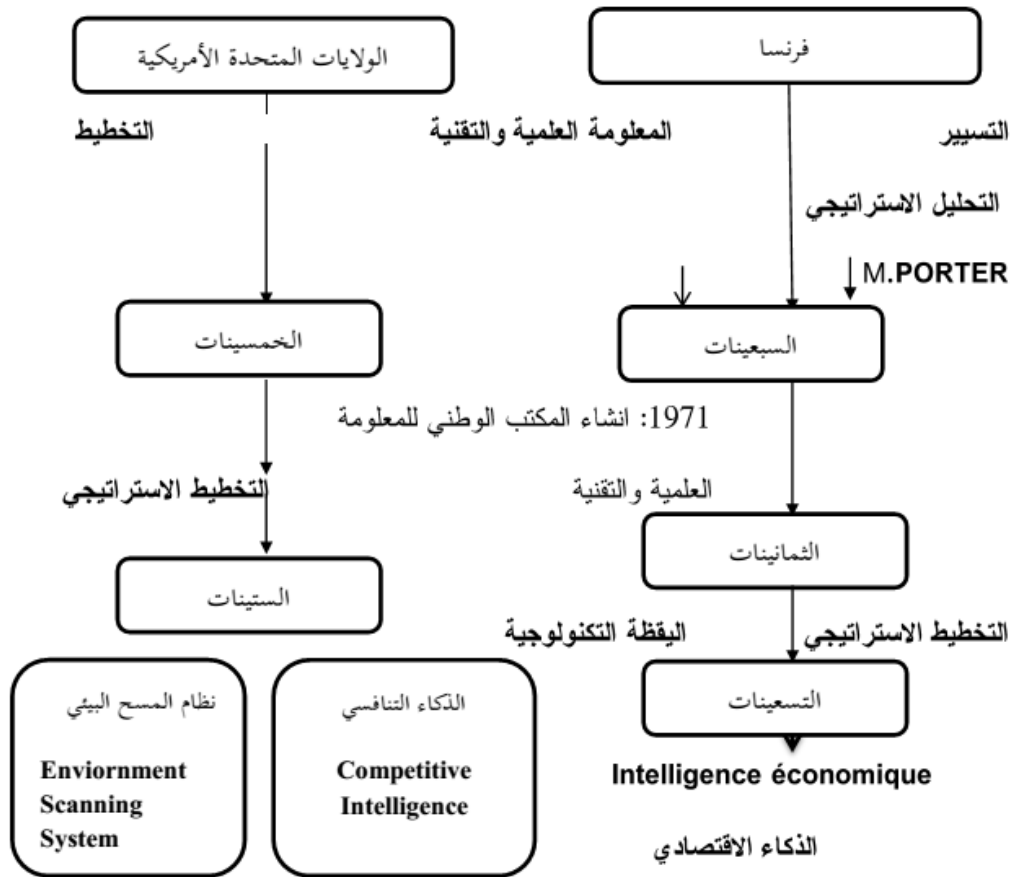 فرنسا
الولايات المتحدة الأمريكية
التسيير
المعلومة العلمية والتقنية
التخطيط
التحليل الاستراتيجي
M.PORTER
السبعينات
الخمسينات
1971: انشاء المكتب الوطني للمعلومة
العلمية والتقنية
التخطيط الاستراتيجي
الثمانينات
الستينات
التخطيط الاستراتيجي
اليقظة التكنولوجية
التسعينات
الذكاء التنافسي
نظام المسح البيئي
Competitive
Intelligence
Enviornment
Scanning
System
Intelligence économique
الذكاء الاقتصادي